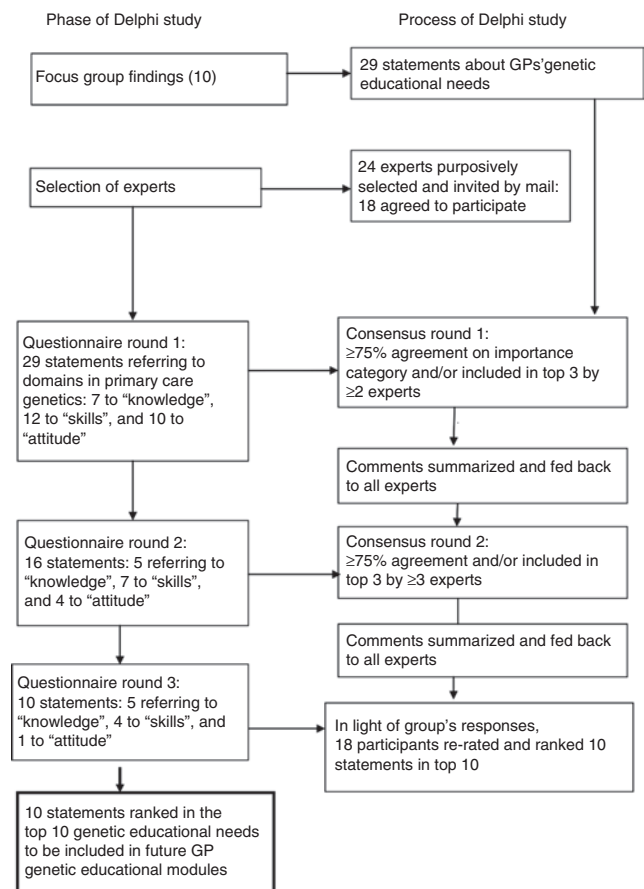 Phase of Delphi study
Process of Delphi study
Focus group findings (10)
29 statements about GPs'genetic
educational needs
Selection of experts
24 experts purposively
selected and invited by mail:
18 agreed to participate
Questionnaire round 1:
29 statements referring to
domains in primary care
genetics: 7 to “knowledge”,
12 to “skills”, and 10 to
“attitude”
Consensus round 1:
≥75% agreement on importance
category and/or included in top 3 by
≥2 experts
Comments summarized and fed back
to all experts
Questionnaire round 2:
16 statements: 5 referring to
“knowledge”, 7 to “skills”,
and 4 to “attitude”
Consensus round 2:
≥75% agreement and/or included in
top 3 by ≥3 experts
Comments summarized and fed back
to all experts
Questionnaire round 3:
10 statements: 5 referring to
“knowledge”, 4 to “skills”, and
1 to “attitude”
In light of group's responses,
18 participants re-rated and ranked 10
statements in top 10
10 statements ranked in the
top 10 genetic educational needs
to be included in future GP
genetic educational modules